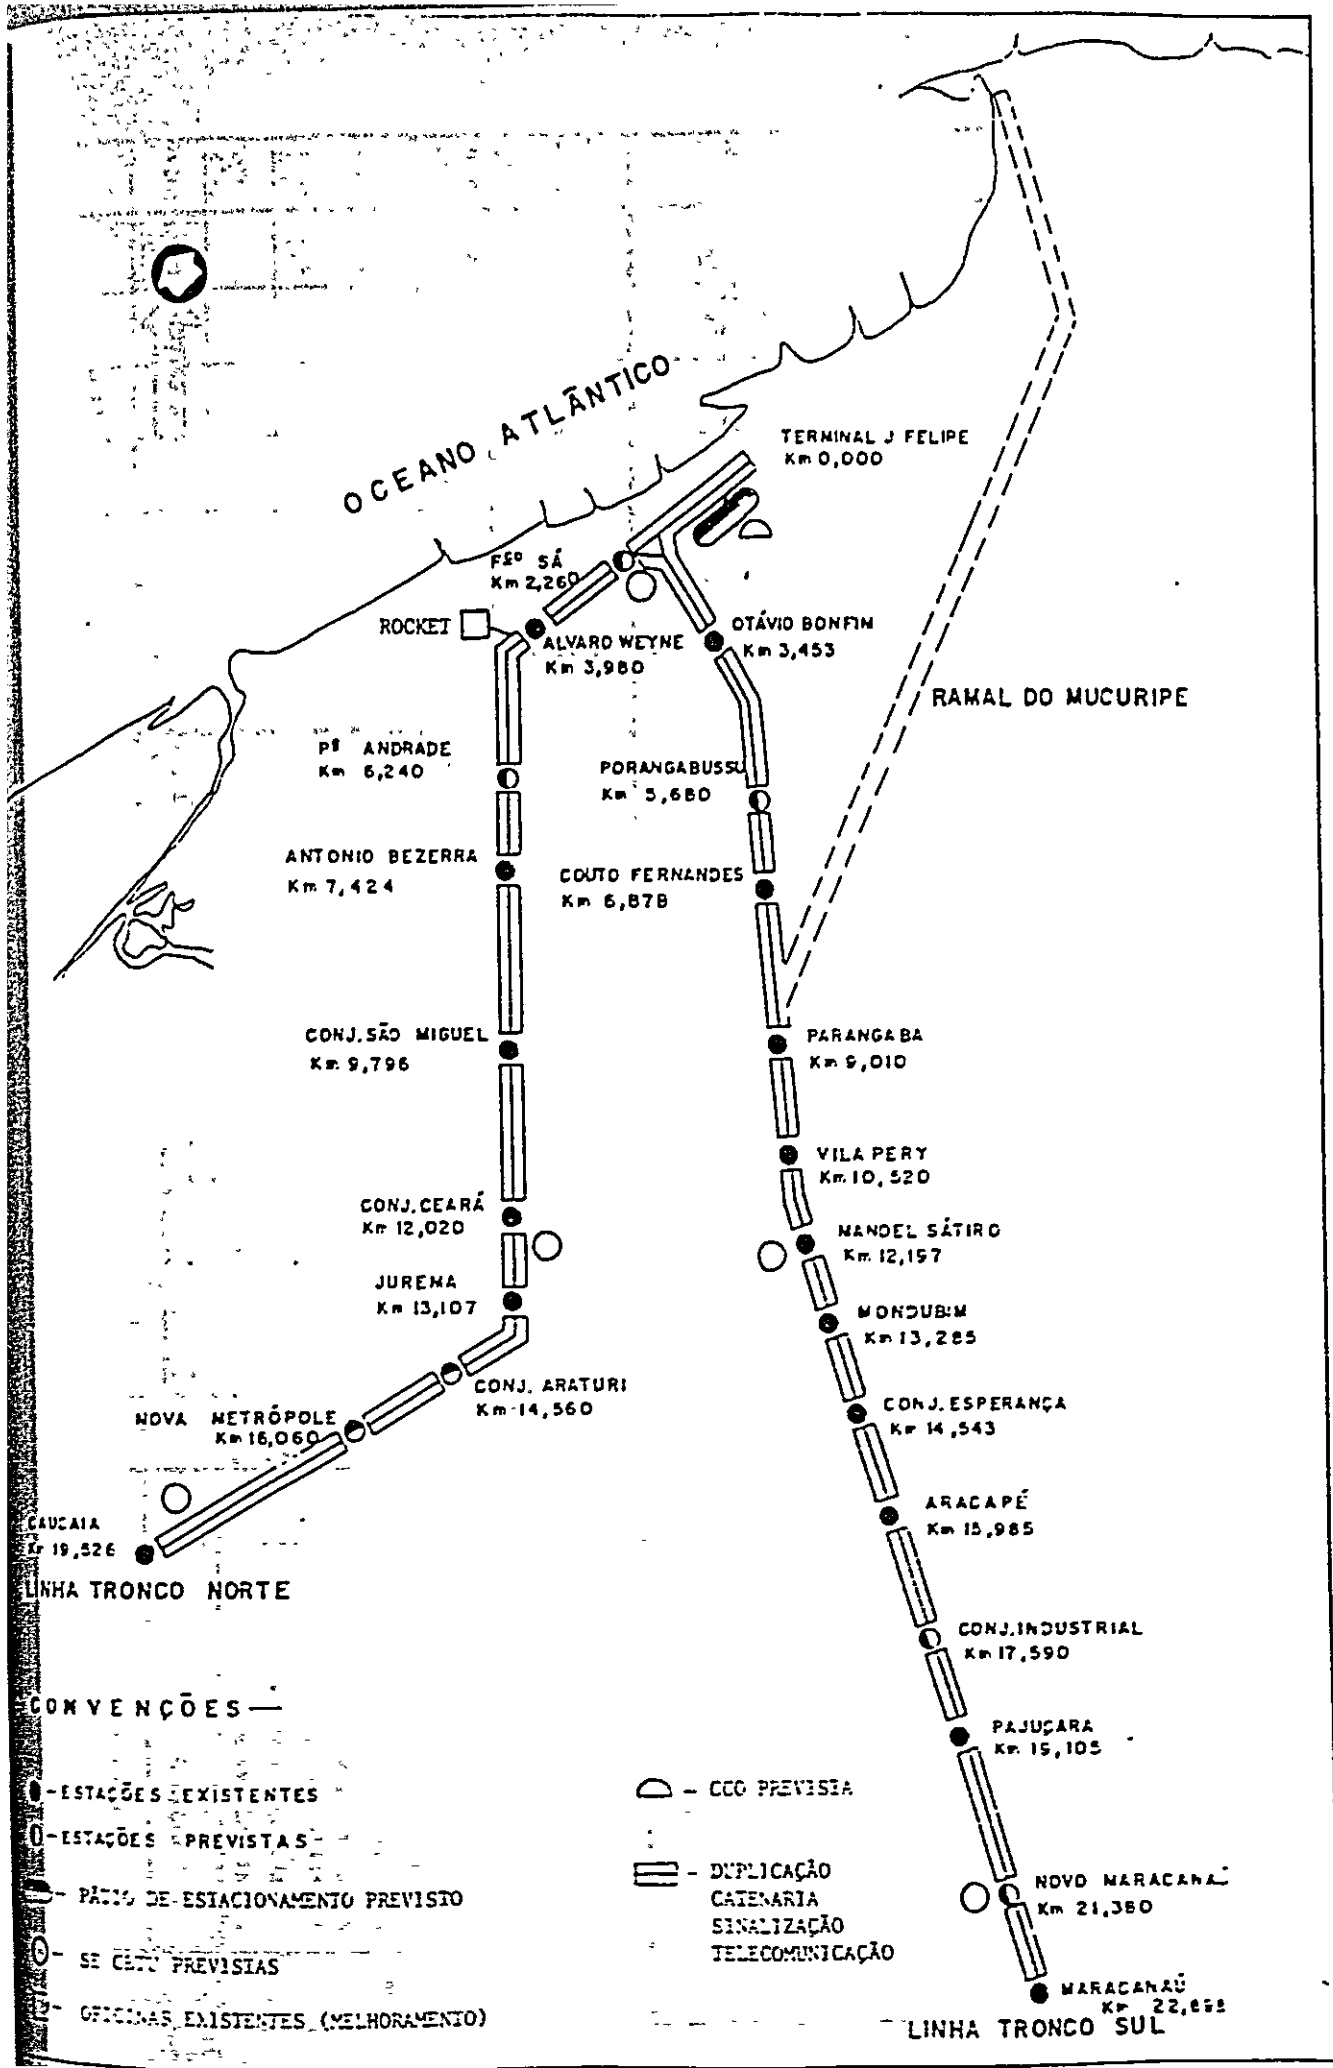 OCEANO ATLÂNTICO
TERMINAL J FELIPE
Km 0,000
Fcº SÁ
Km 2,260
ROCKET
ALVARO WEYNE
Km 3,980
OTÁVIO BONFIN
Km 3,453
RAMAL DO MUCURIPE
ANDRADE
Km 6,240
PORANGABUSSU
Km 5,680
ANTONIO BEZERRA
Km 7,424
COUTO FERNANDES
Km 6,878
CONJ. SÃO MIGUEL
Km 9,796
PARANGABA
Km 9,010
VILA PERY
Km 10,520
CONJ. CEARÁ
Km 12,020
MANOEL SÁTIRO
Km 12,197
JUREMA
Km 13,107
MONDUBIM
Km 13,285
CONJ. ARATURI
Km 14,560
CONJ. ESPERANÇA
Km 14,543
NOVA METRÓPOLE
Km 16,060
ARACAPÉ
Km 15,985
CAUCAIA
Km 19,526
LINHA TRONCO NORTE
CONJ. INDUSTRIAL
Km 17,590
PAJUÇARA
Km 19,105
NOVO MARACANAÚ
Km 21,380
MARACANAÚ
Km
LINHA TRONCO SUL
CONVENÇÕES —
- ESTAÇÕES EXISTENTES
- ESTAÇÕES PREVISTAS
- PÁTIO DE ESTACIONAMENTO PREVISTO
- SE PREVISTAS
- OFICINAS EXISTENTES (MELHORAMENTO)
- CCO PREVISTA
- DUPLICAÇÃO
CATENARIA
SINALIZAÇÃO
TELECOMUNICAÇÃO